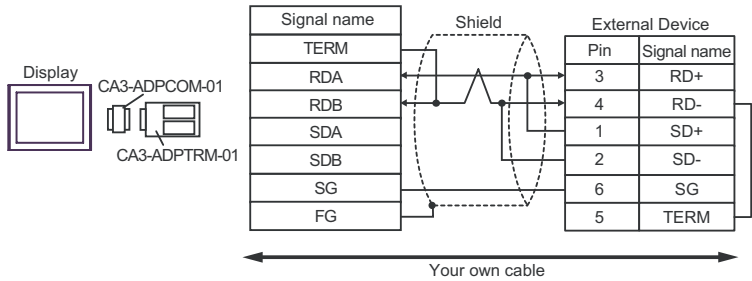 Display
CA3-ADPCOM-01
CA3-ADPTRM-01
Signal name
TERM
RDA
RDB
SDA
SDB
SG
FG
Shield
External Device
Pin Signal name
3 RD+
4 RD-
1 SD+
2 SD-
6 SG
5 TERM
Your own cable